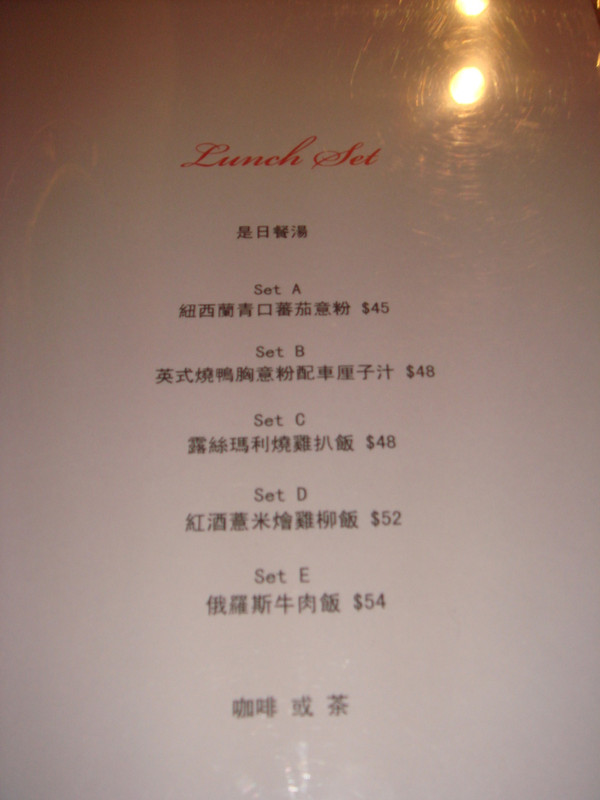 Lunch Set
是日餐湯
Set A
紐西蘭青口蕃茄意粉 $45
Set B
英式燒鴨胸意粉配車厘子汁 $48
Set C
露絲瑪利燒雞扒飯 $48
Set D
紅酒薏米燴雞柳飯 $52
Set E
俄羅斯牛肉飯 $54
咖啡 或 茶